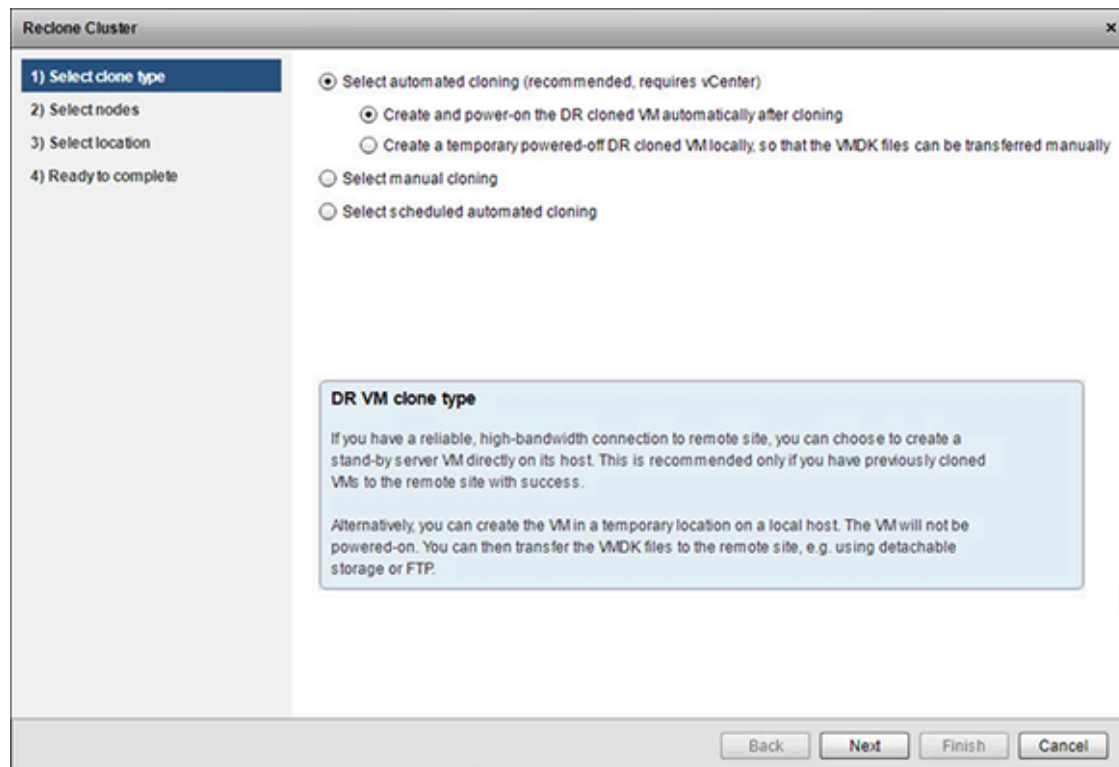 Reclone Cluster
x
1) Select clone type
2) Select nodes
3) Select location
4) Ready to complete
Select automated cloning (recommended, requires vCenter)
Create and power-on the DR cloned VM automatically after cloning
Create a temporary powered-off DR cloned VM locally, so that the VMDK files can be transferred manually
Select manual cloning
Select scheduled automated cloning
DR VM clone type
If you have a reliable, high-bandwidth connection to remote site, you can choose to create a
stand-by server VM directly on its host. This is recommended only if you have previously cloned
VMs to the remote site with success.
Alternatively, you can create the VM in a temporary location on a local host. The VM will not be
powered-on. You can then transfer the VMDK files to the remote site, e.g. using detachable
storage or FTP.
Back Next Finish Cancel